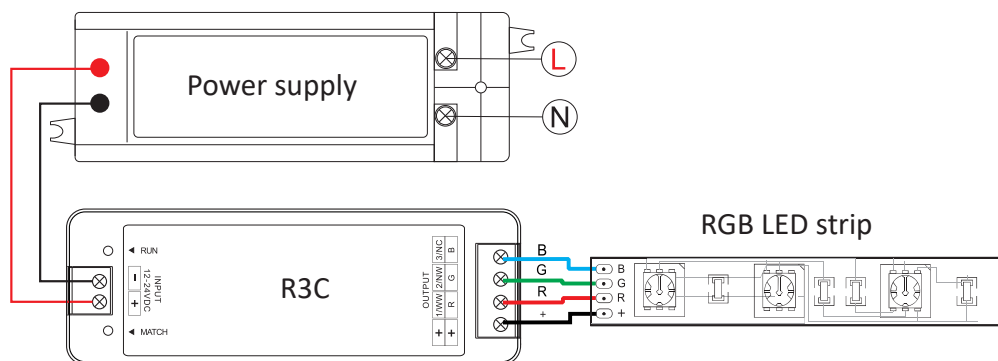 Power supply
L
N
RUN
INPUT
12-24VDC
- +
MATCH
R3C
OUTPUT
3/NC B
2/NW G
1/WW R
+ +
B
G
R
+
RGB LED strip
B
G
R
+